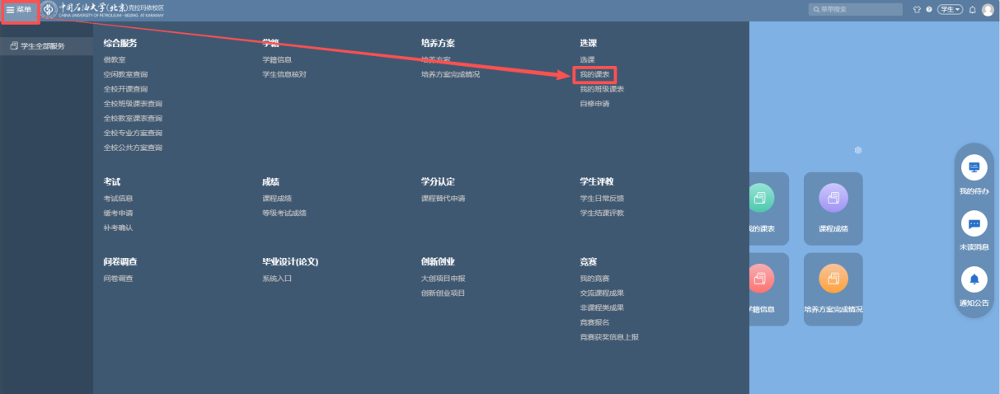 菜单
中国石油大学(北京)克拉玛依校区
CHINA UNIVERSITY OF PETROLEUM-BEIJING AT KARAMAY
菜单搜索
学生
学生全部服务
综合服务
借教室
空闲教室查询
全校开课查询
全校班级课表查询
全校教室课表查询
全校专业方案查询
全校公共方案查询
学籍
学籍信息
学生信息核对
培养方案
培养方案
培养方案完成情况
选课
选课
我的课表
我的班级课表
自修申请
考试
考试信息
缓考申请
补考确认
成绩
课程成绩
等级考试成绩
学分认定
课程替代申请
学生评教
学生日常反馈
学生结课评教
问卷调查
问卷调查
毕业设计(论文)
系统入口
创新创业
大创项目申报
创新创业项目
竞赛
我的竞赛
交流课程成果
非课程类成果
竞赛报名
竞赛获奖信息上报
我的课表
课程成绩
学籍信息
培养方案完成情况
我的待办
未读消息
通知公告